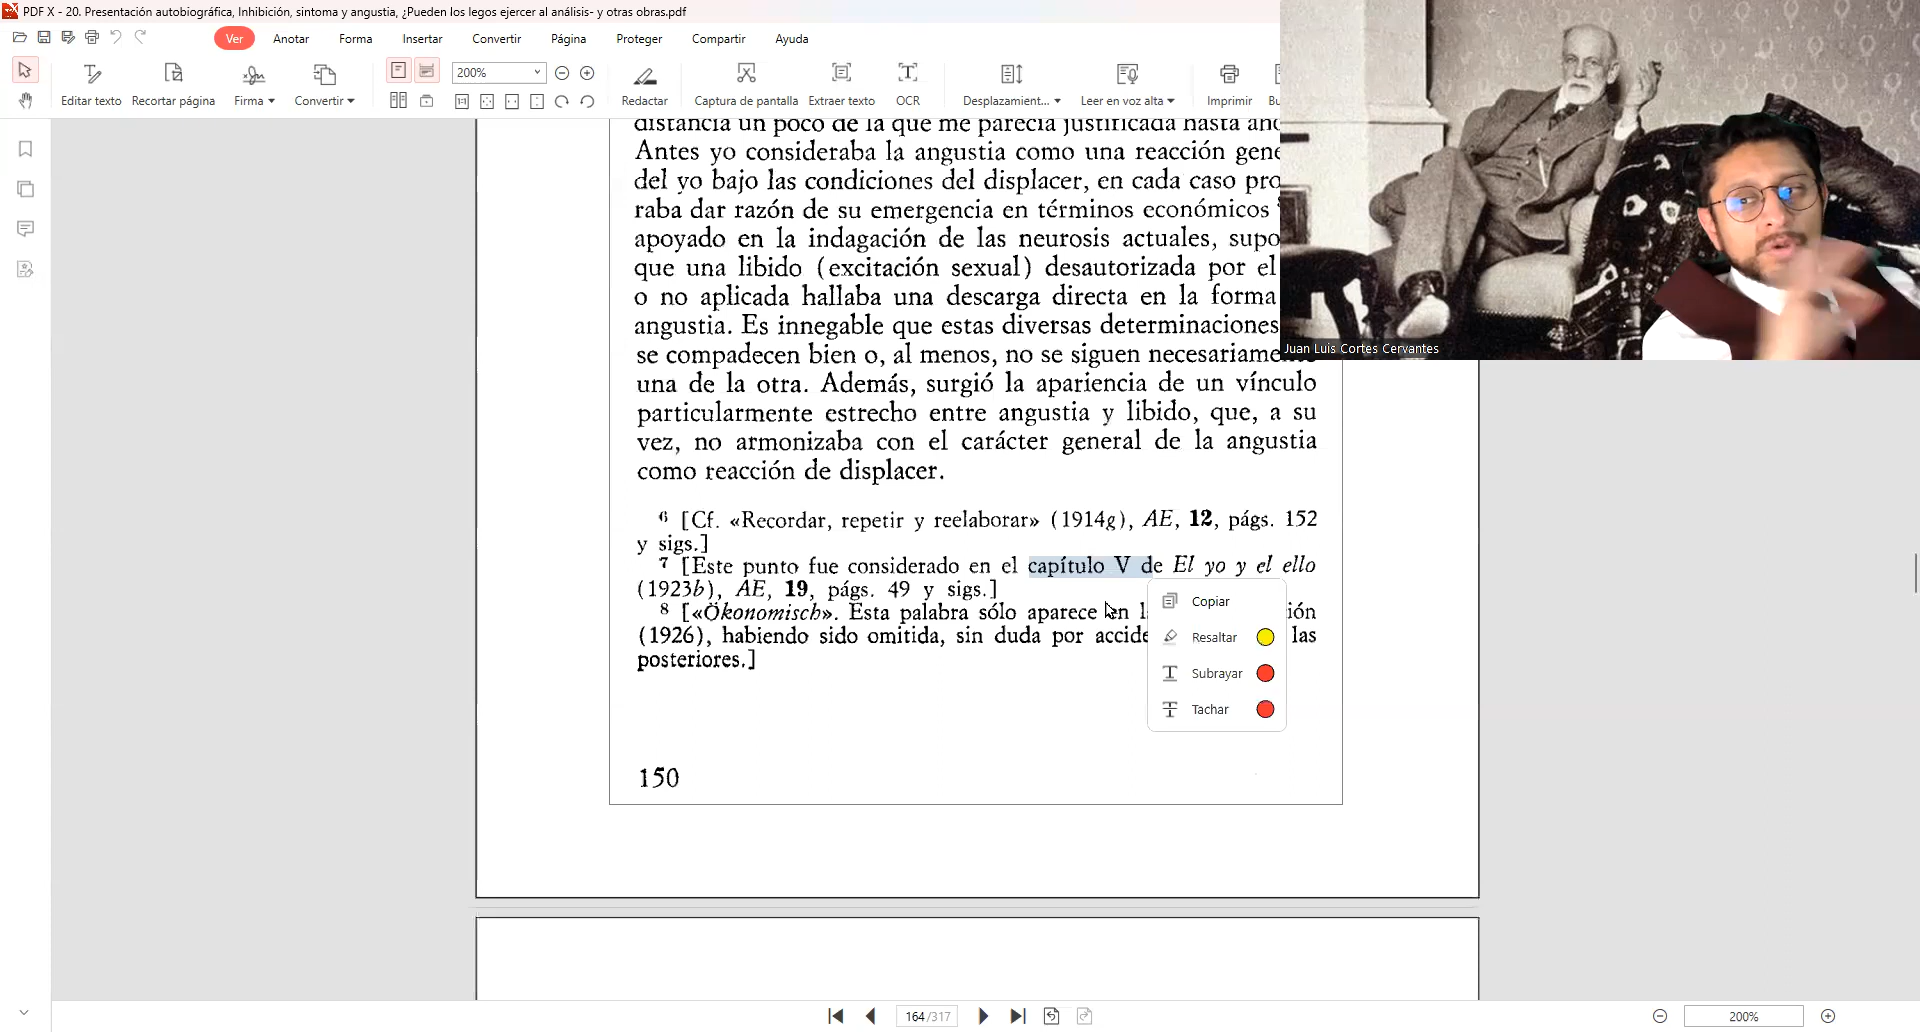 PDF X - 20. Presentación autobiográfica, Inhibición, sintoma y angustia, ¿Pueden los legos ejercer al análisis- y otras obras.pdf
Ver Anotar Forma Insertar Convertir Página Proteger Compartir Ayuda
200%
Editar texto Recortar página Firma Convertir Redactar Captura de pantalla Extraer texto OCR Desplazamient... Leer en voz alta Imprimir Bu
distancia un poco de la que me parecía justificada hasta
Antes yo consideraba la angustia como una reacción gene
del yo bajo las condiciones del displacer, en cada caso pro
raba dar razón de su emergencia en términos económicos
apoyado en la indagación de las neurosis actuales, supo
que una libido (excitación sexual) desautorizada por el
o no aplicada hallaba una descarga directa en la forma
angustia. Es innegable que estas diversas determinaciones
se compadecen bien o, al menos, no se siguen necesariame
una de la otra. Además, surgió la apariencia de un vínculo
particularmente estrecho entre angustia y libido, que, a su
vez, no armonizaba con el carácter general de la angustia
como reacción de displacer.
6 [Cf. «Recordar, repetir y reelaborar» (1914g), AE, 12, págs. 152
y sigs.]
7 [Este punto fue considerado en el capítulo V de El yo y el ello
(1923b), AE, 19, págs. 49 y sigs.]
8 [«Ökonomisch». Esta palabra sólo aparece en l ión
(1926), habiendo sido omitida, sin duda por accide las
posteriores.]
Copiar
Resaltar
Subrayar
Tachar
150
Juan Luis Cortes Cervantes
164 /317
200%